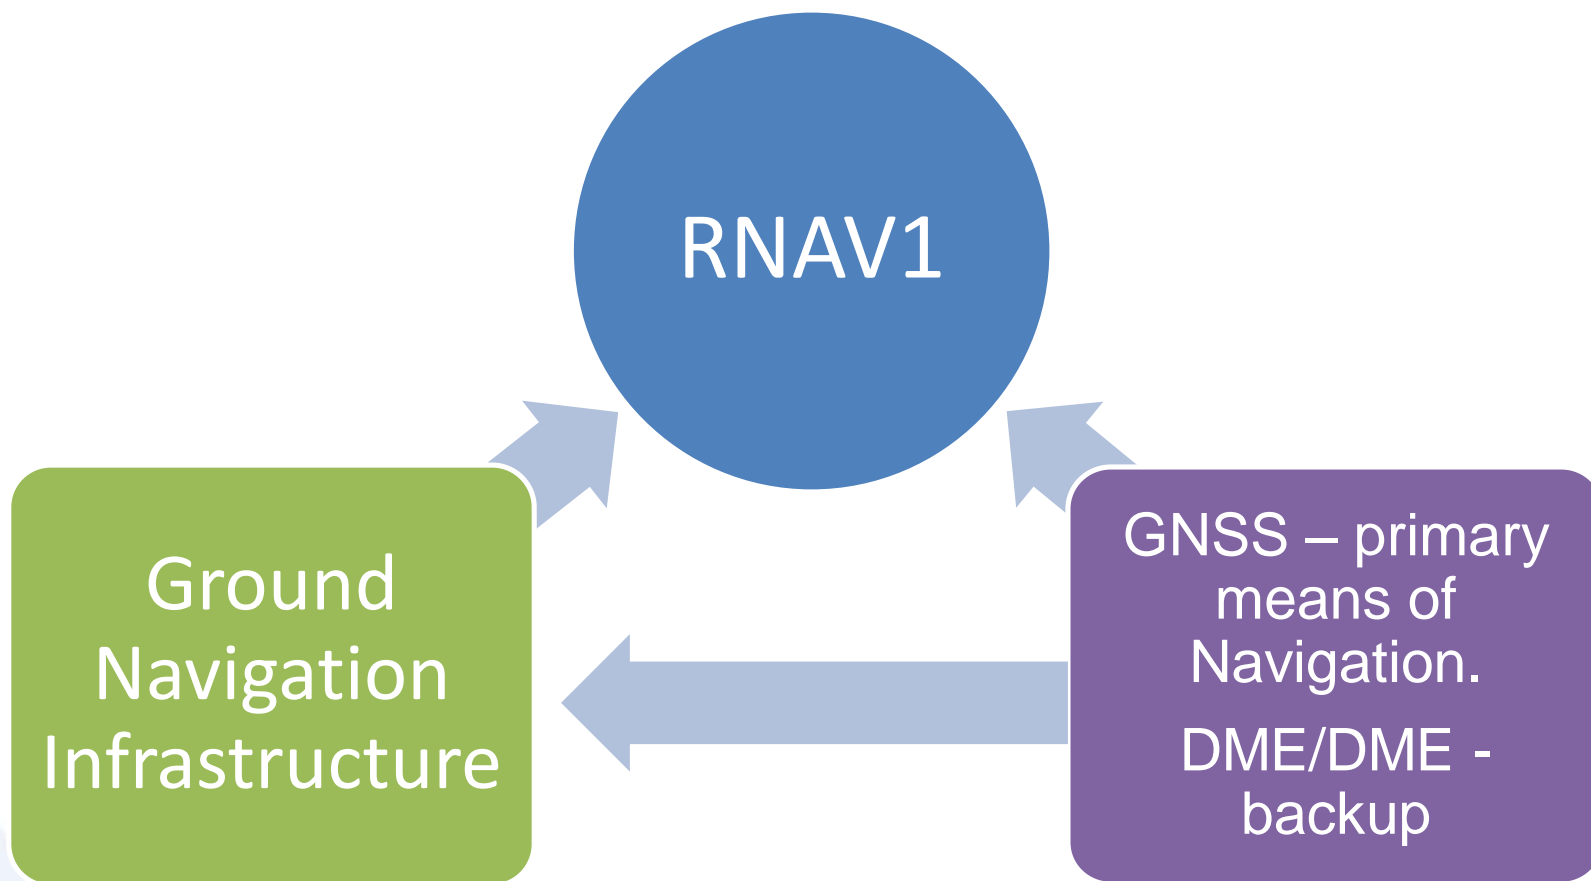 RNAV1
Ground
Navigation
Infrastructure
GNSS – primary
means of
Navigation.
DME/DME -
backup